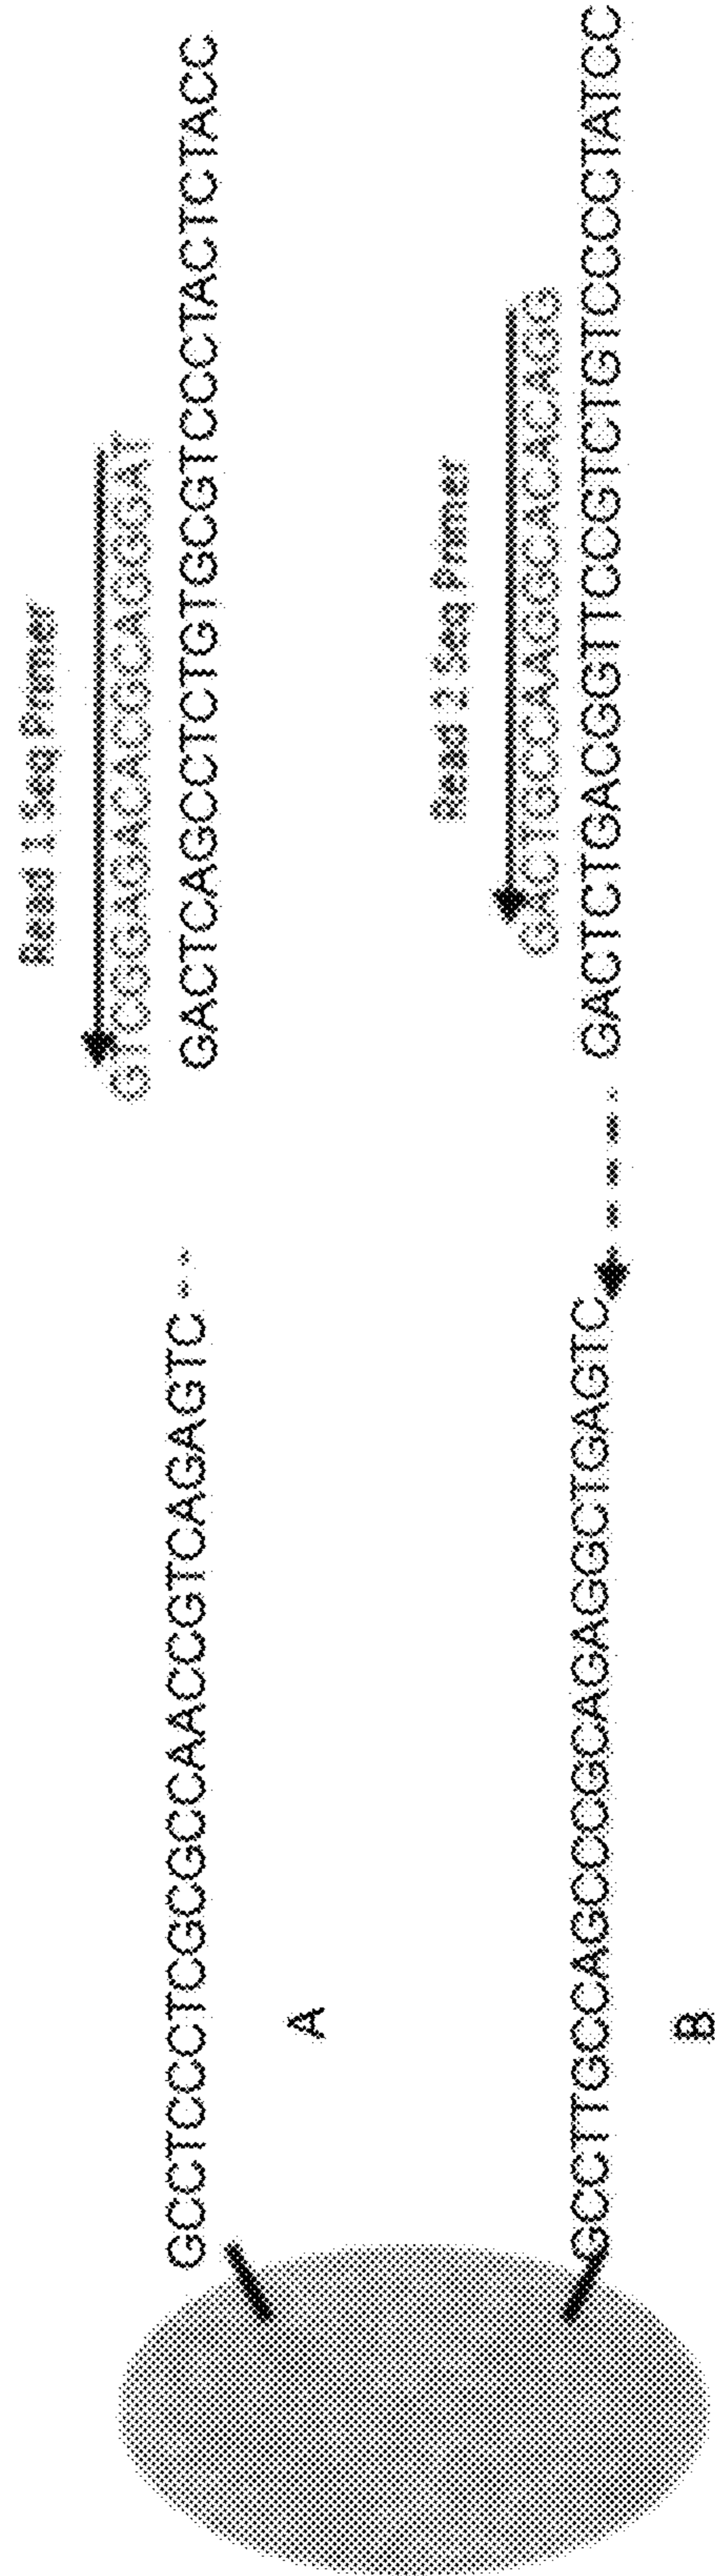 Read 1 Seq Primer
GTCGGAGACACGCAGGGAT
GCCTCCCTCGCGCCAACCGTCAGAGTC GACTCAGCCTCTGTGCGTCCCTACTCTACC
A
Read 2 Seq Primer
GACTGCCAAGGCACACAGG
GCCTTGCCAGCCCGCAGAGGCTGAGTC GACTCTGACGGTTCCGTCTGTCCCCTATCC
B